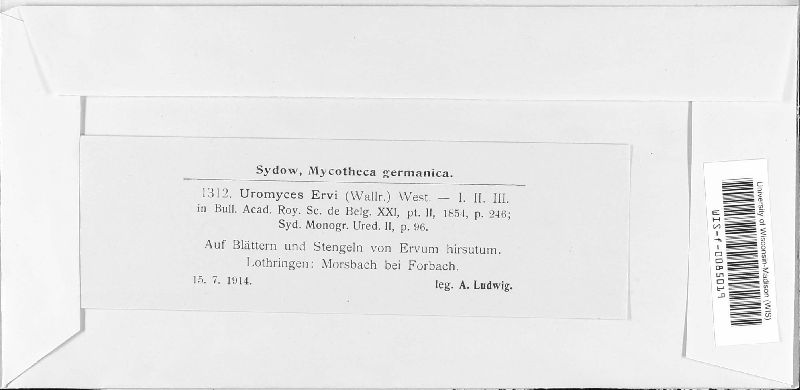 Sydow, Mycotheca germanica.
1312. Uromyces Ervi (Wallr.) West. — I. II. III.
in Bull. Acad. Roy. Sc. de Belg. XXI, pt. II, 1854, p. 246;
Syd. Monogr. Ured. II, p. 96.
Auf Blättern und Stengeln von Ervum hirsutum.
Lothringen: Morsbach bei Forbach.
15. 7. 1914. leg. A. Ludwig.
University of Wisconsin-Madison (WIS)
WIS-f-0085019